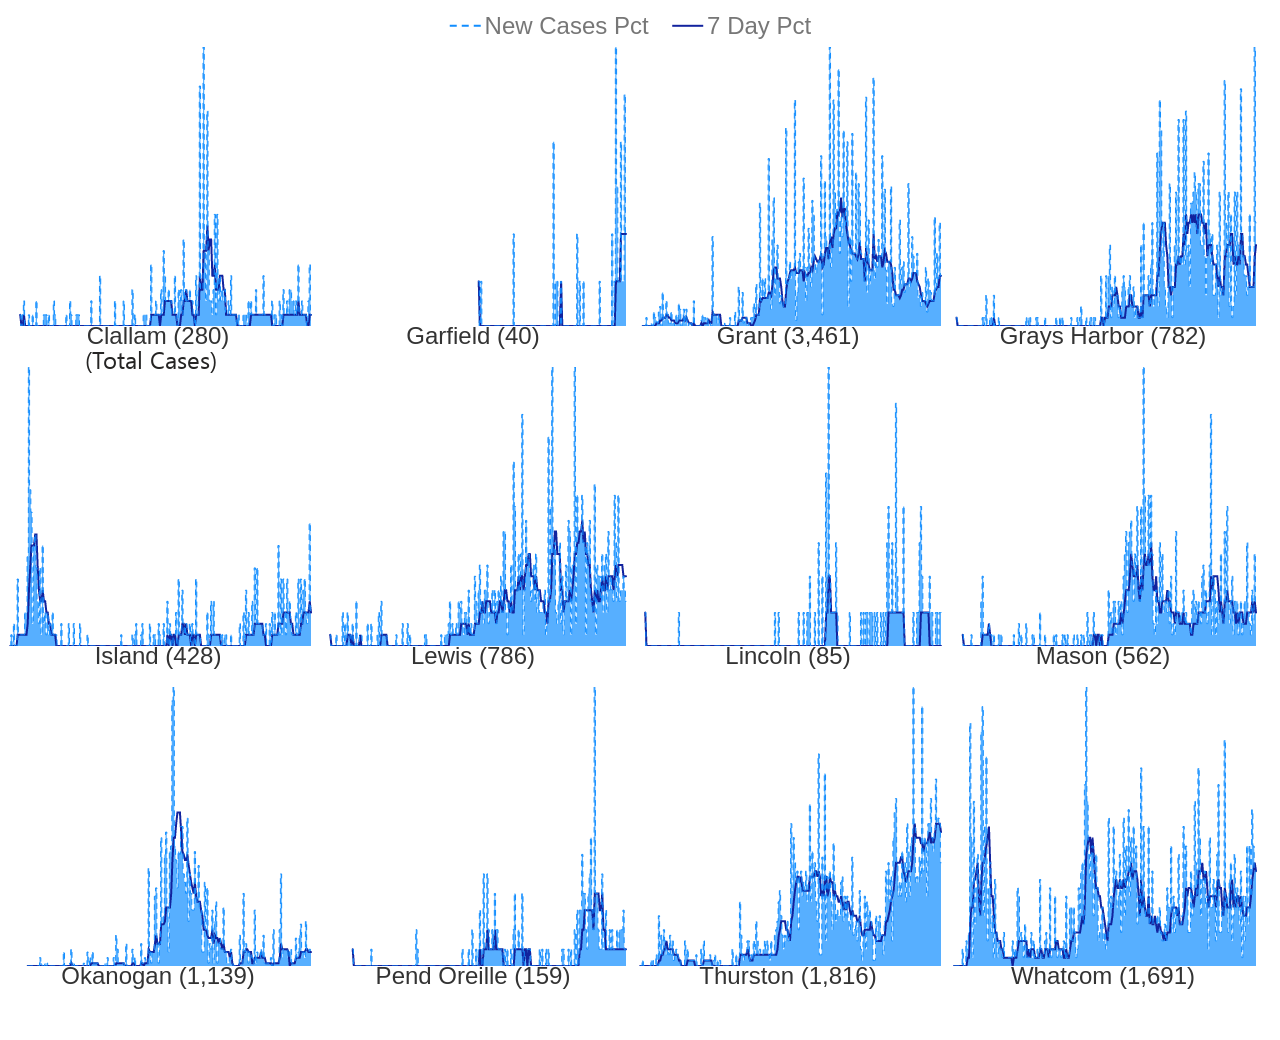 New Cases Pct 7 Day Pct
Clallam (280) Garfield (40) Grant (3,461) Grays Harbor (782)
(Total Cases)
Island (428) Lewis (786) Lincoln (85) Mason (562)
Okanogan (1,139) Pend Oreille (159) Thurston (1,816) Whatcom (1,691)